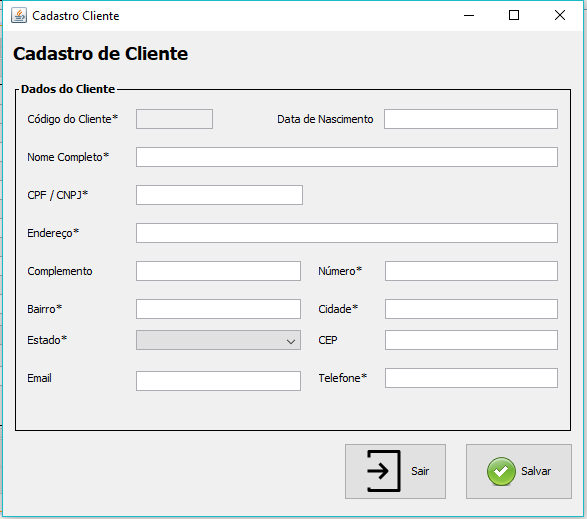 Cadastro Cliente
Cadastro de Cliente
Dados do Cliente
Código do Cliente* Data de Nascimento
Nome Completo*
CPF / CNPJ*
Endereço*
Complemento Número*
Bairro* Cidade*
Estado* CEP
Email Telefone*
Sair Salvar